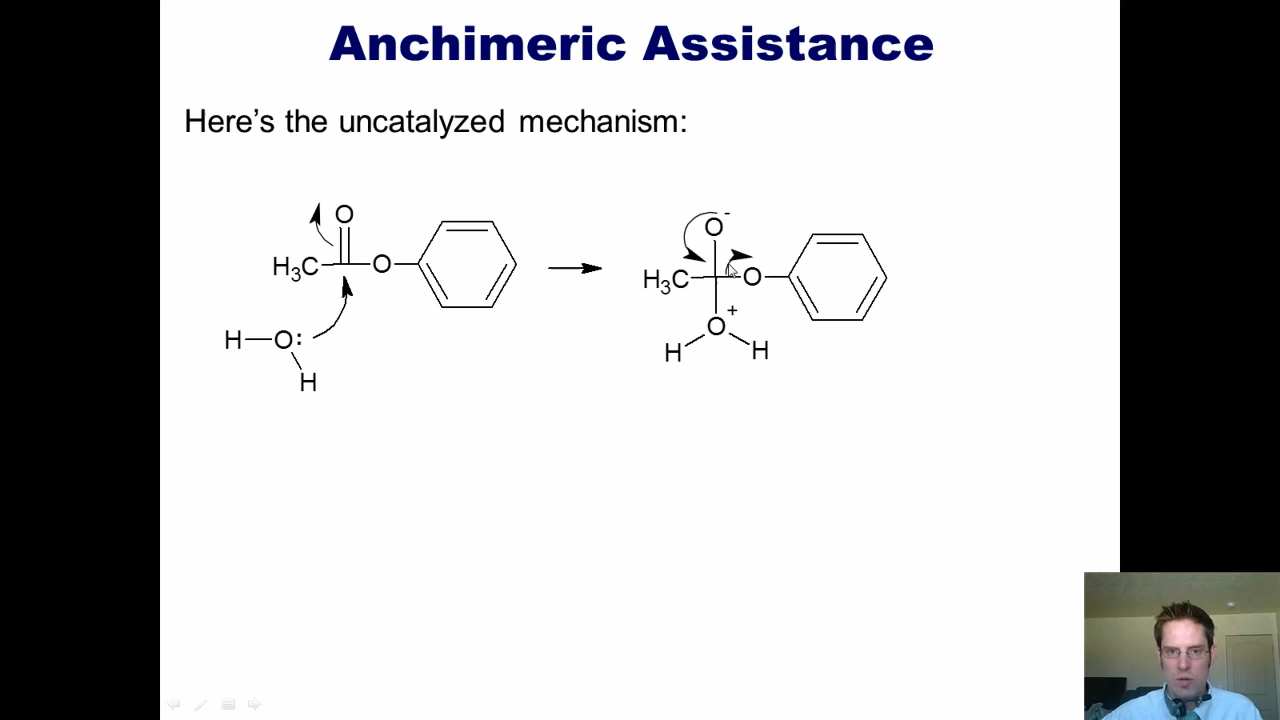 Anchimeric Assistance
Here's the uncatalyzed mechanism:
O
H₃C O
H O:
H
O -
H₃C O
+
O
H H